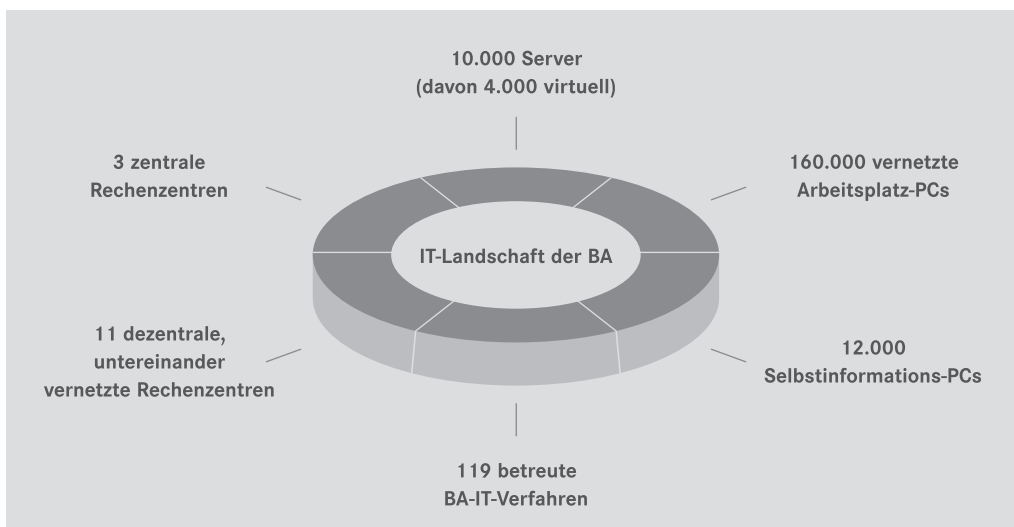 10.000 Server
(davon 4.000 virtuell)
3 zentrale
Rechenzentren
160.000 vernetzte
Arbeitsplatz-PCs
IT-Landschaft der BA
11 dezentrale,
untereinander
vernetzte Rechenzentren
12.000
Selbstinformations-PCs
119 betreute
BA-IT-Verfahren